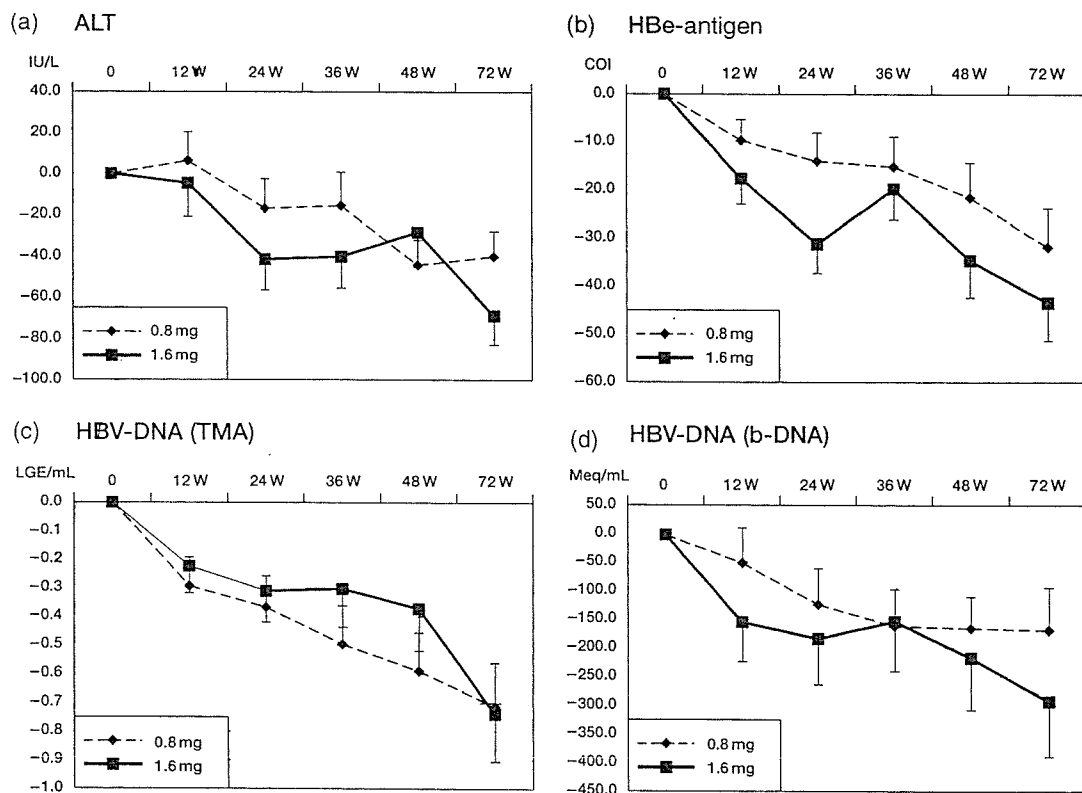 (a) ALT
IU/L
0 12 W 24 W 36 W 48 W 72 W
40.0
20.0
0.0
−20.0
−40.0
−60.0
−80.0
−100.0
0.8 mg
1.6 mg
(b) HBe-antigen
COI
0 12 W 24 W 36 W 48 W 72 W
0.0
−10.0
−20.0
−30.0
−40.0
−50.0
−60.0
0.8 mg
1.6 mg
(c) HBV-DNA (TMA)
LGE/mL
0 12 W 24 W 36 W 48 W 72 W
0.0
−0.1
−0.2
−0.3
−0.4
−0.5
−0.6
−0.7
−0.8
−0.9
−1.0
0.8 mg
1.6 mg
(d) HBV-DNA (b-DNA)
Meq/mL
0 12 W 24 W 36 W 48 W 72 W
50.0
0.0
−50.0
−100.0
−150.0
−200.0
−250.0
−300.0
−350.0
−400.0
−450.0
0.8 mg
1.6 mg